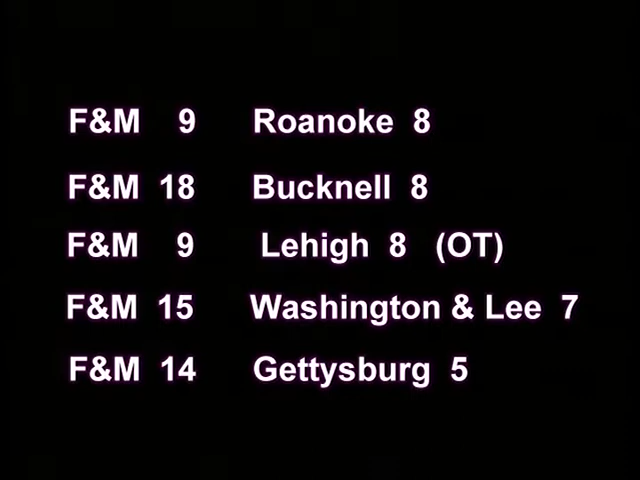 F&M 9 Roanoke 8
F&M 18 Bucknell 8
F&M 9 Lehigh 8 (OT)
F&M 15 Washington & Lee 7
F&M 14 Gettysburg 5